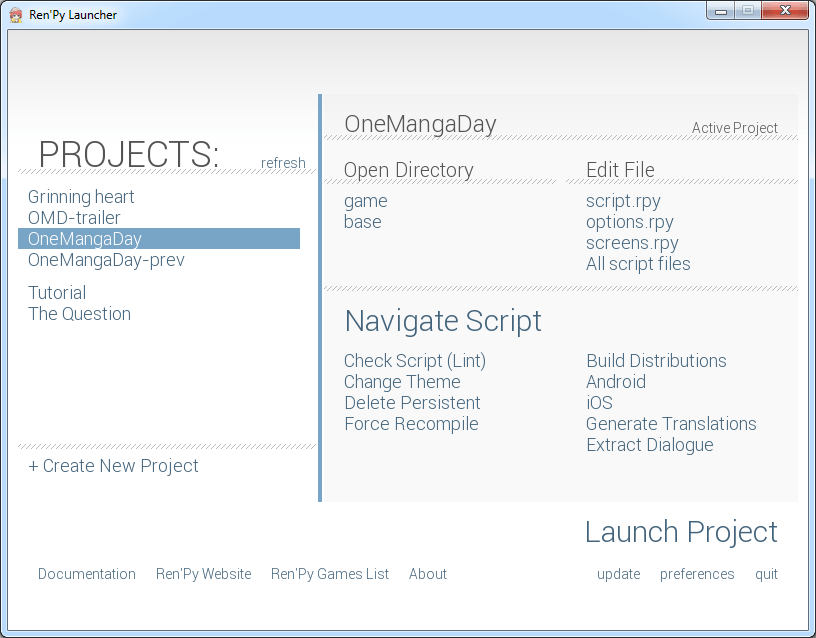 Ren'Py Launcher
PROJECTS:
refresh
Grinning heart
OMD-trailer
OneMangaDay
OneMangaDay-prev
Tutorial
The Question
+ Create New Project
OneMangaDay
Active Project
Open Directory
game
base
Edit File
script.rpy
options.rpy
screens.rpy
All script files
Navigate Script
Check Script (Lint)
Change Theme
Delete Persistent
Force Recompile
Build Distributions
Android
iOS
Generate Translations
Extract Dialogue
Launch Project
Documentation Ren'Py Website Ren'Py Games List About
update preferences quit